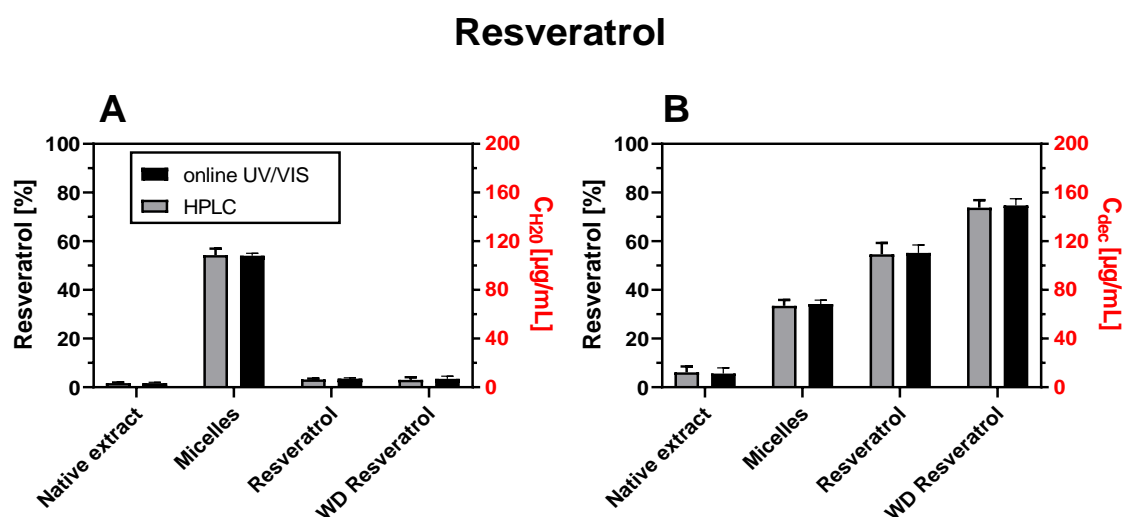 Resveratrol
A
B
100
80
60
40
20
0
Resveratrol [%]
online UV/VIS
HPLC
200
160
120
80
40
0
C_H20 [µg/mL]
Native extract
Micelles
Resveratrol
WD Resveratrol
100
80
60
40
20
0
Resveratrol [%]
200
160
120
80
40
0
C_dec [µg/mL]
Native extract
Micelles
Resveratrol
WD Resveratrol